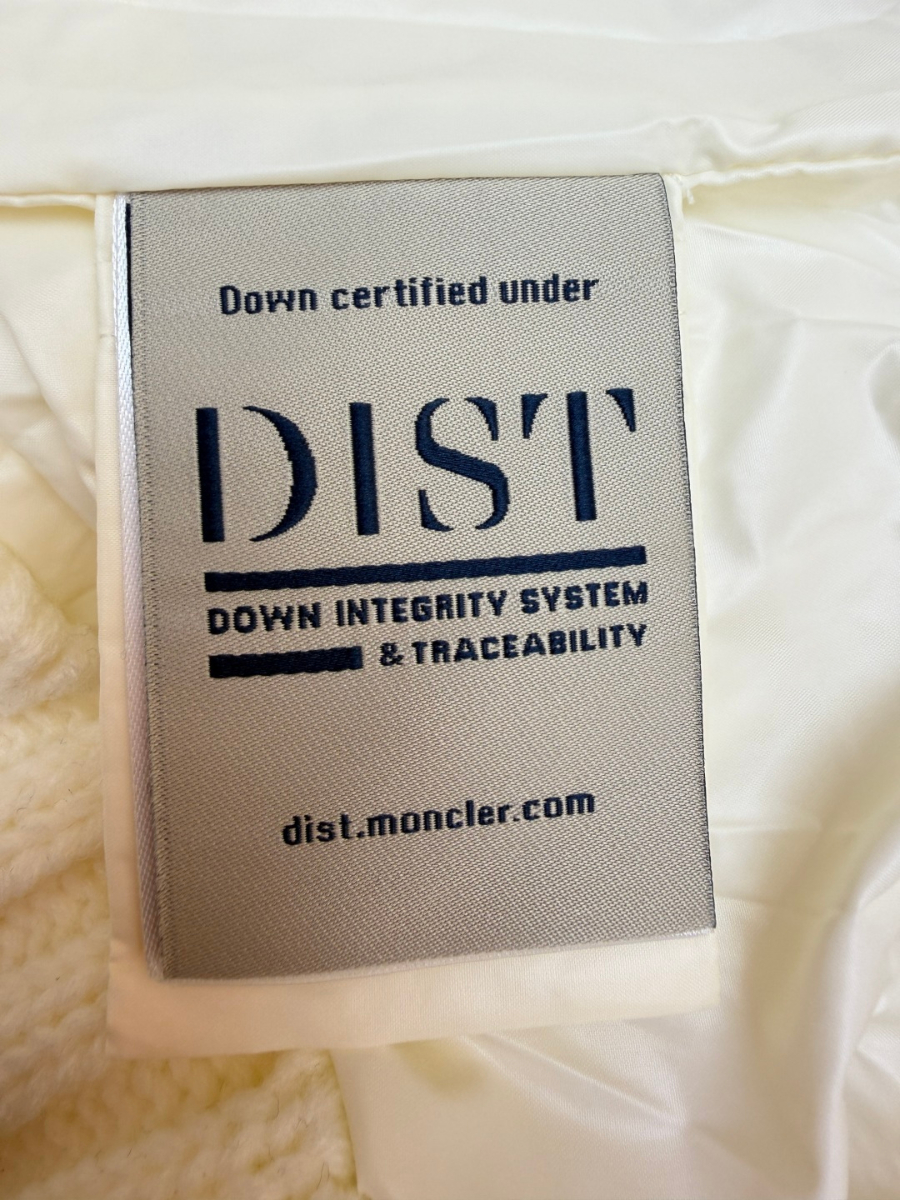 Down certified under
DIST
DOWN INTEGRITY SYSTEM
& TRACEABILITY
dist.moncler.com